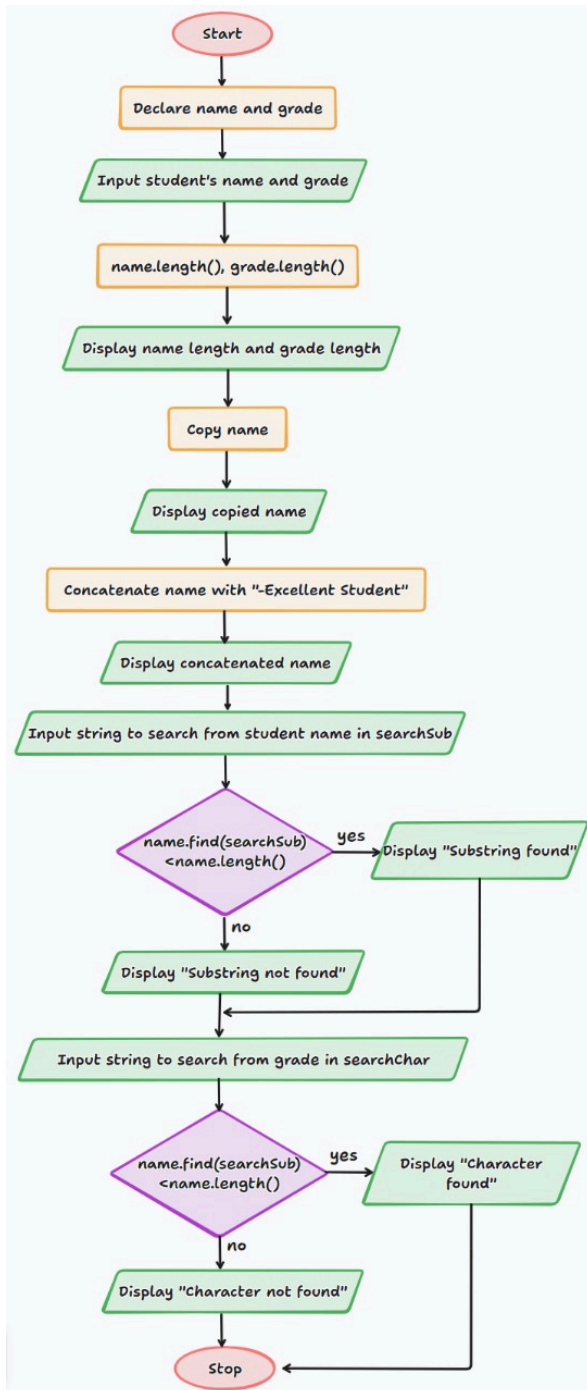 Start
Declare name and grade
Input student's name and grade
name.length(), grade.length()
Display name length and grade length
Copy name
Display copied name
Concatenate name with "-Excellent Student"
Display concatenated name
Input string to search from student name in searchSub
name.find(searchSub)
<name.length()
yes
Display "Substring found"
no
Display "Substring not found"
Input string to search from grade in searchChar
name.find(searchSub)
<name.length()
yes
Display "Character
found"
no
Display "Character not found"
Stop